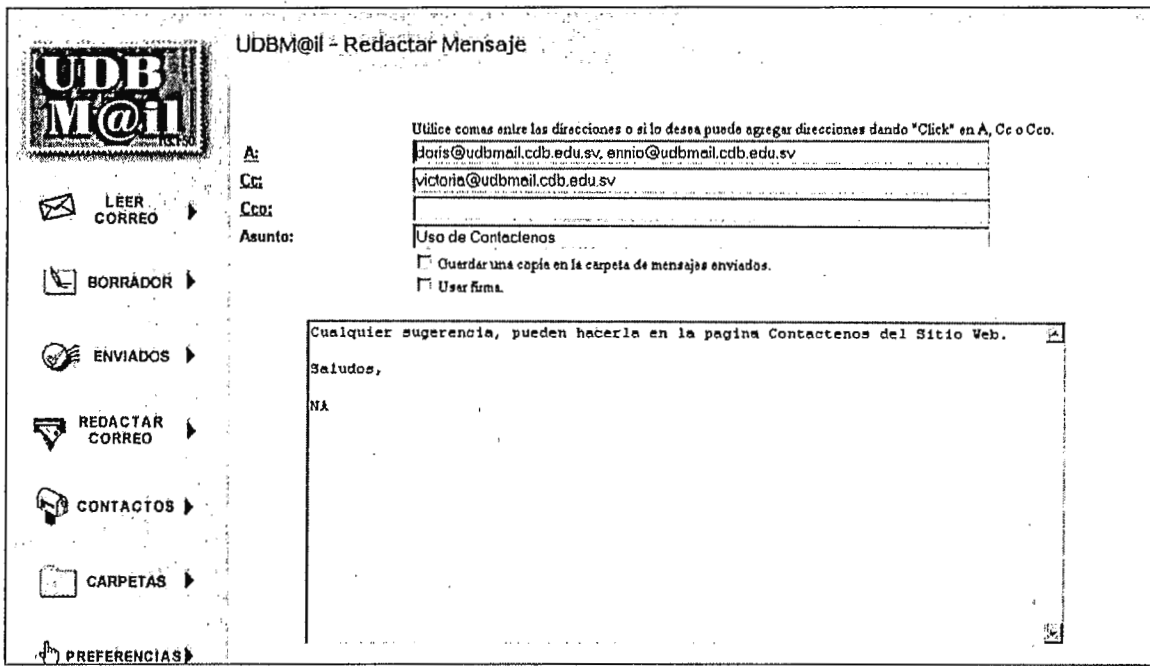 UDBM@il - Redactar Mensaje
UDB
M@il
Utilice comas entre las direcciones o si lo desea puede agregar direcciones dando "Click" en A, Cc o Cco.
A: doris@udbmail.cdb.edu.sv, ennio@udbmail.cdb.edu.sv
Cc: victoria@udbmail.cdb.edu.sv
Cco:
Asunto: Uso de Contactenos
Guardar una copia en la carpeta de mensajes enviados.
Usar firma.
LEER
CORREO
BORRADOR
ENVIADOS
REDACTAR
CORREO
CONTACTOS
CARPETAS
PREFERENCIAS
Cualquier sugerencia, pueden hacerla en la pagina Contactenos del Sitio Web.
Saludos,
NA